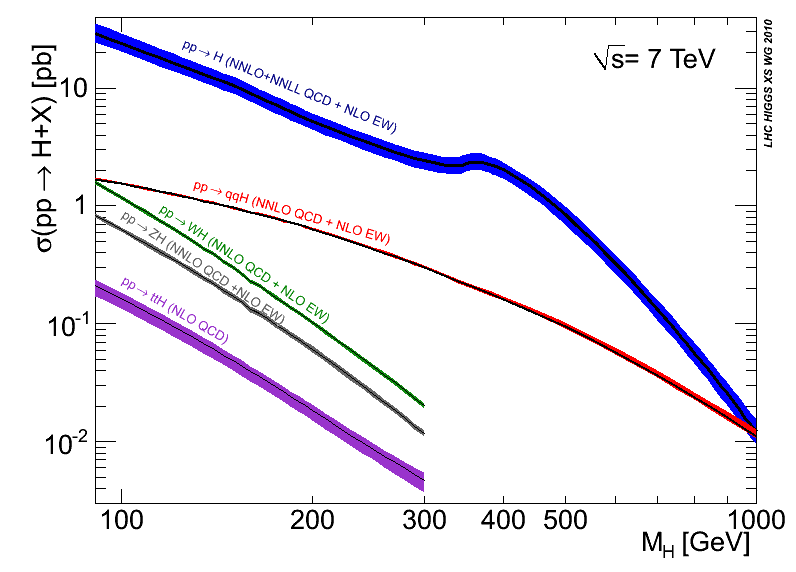 σ(pp → H+X) [pb]
LHC HIGGS XS WG 2010
√s= 7 TeV
pp → H (NNLO+NNLL QCD + NLO EW)
pp → qqH (NNLO QCD + NLO EW)
pp → WH (NNLO QCD + NLO EW)
pp → ZH (NNLO QCD +NLO EW)
pp → ttH (NLO QCD)
10
1
10⁻¹
10⁻²
100 200 300 400 500 1000
M_H [GeV]